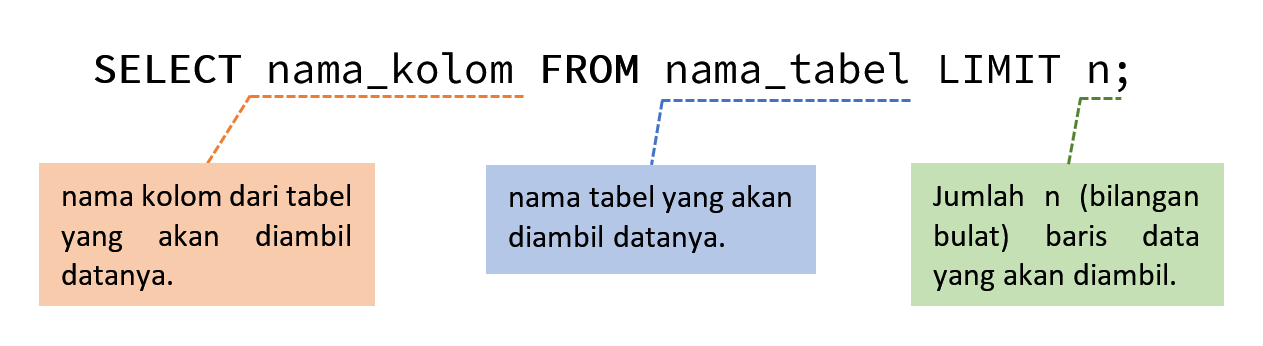 SELECT nama_kolom FROM nama_tabel LIMIT n;
nama kolom dari tabel
yang akan diambil
datanya.
nama tabel yang akan
diambil datanya.
Jumlah n (bilangan
bulat) baris data
yang akan diambil.